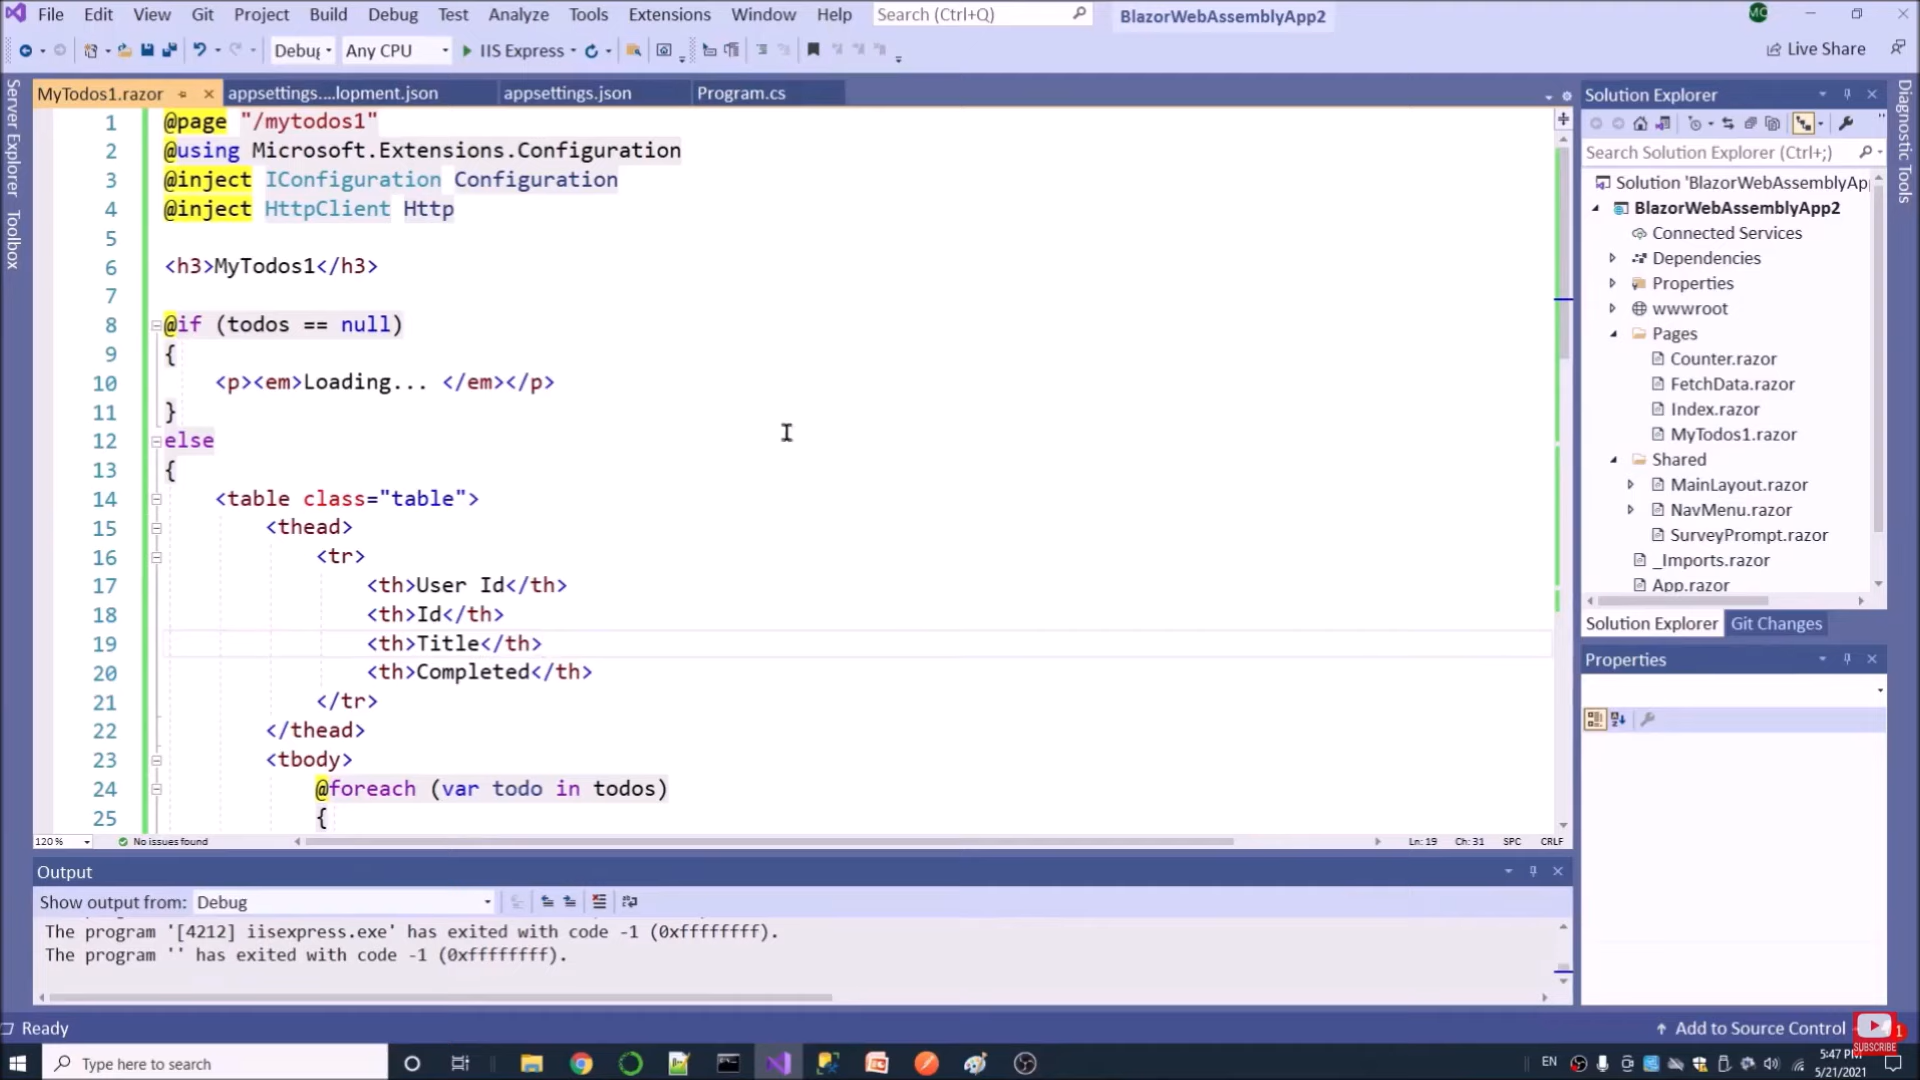 File Edit View Git Project Build Debug Test Analyze Tools Extensions Window Help Search (Ctrl+Q) BlazorWebAssemblyApp2 MC
Debug Any CPU IIS Express Live Share
Server Explorer
Toolbox
MyTodos1.razor appsettings....lopment.json appsettings.json Program.cs
1 @page "/mytodos1"
2 @using Microsoft.Extensions.Configuration
3 @inject IConfiguration Configuration
4 @inject HttpClient Http
5
6 <h3>MyTodos1</h3>
7
8 @if (todos == null)
9 {
10 <p><em>Loading... </em></p>
11 }
12 else
13 {
14 <table class="table">
15 <thead>
16 <tr>
17 <th>User Id</th>
18 <th>Id</th>
19 <th>Title</th>
20 <th>Completed</th>
21 </tr>
22 </thead>
23 <tbody>
24 @foreach (var todo in todos)
25 {
120 % No issues found Ln: 19 Ch: 31 SPC CRLF
Output
Show output from: Debug
The program '[4212] iisexpress.exe' has exited with code -1 (0xffffffff).
The program '' has exited with code -1 (0xffffffff).
Solution Explorer
Search Solution Explorer (Ctrl+;)
Solution 'BlazorWebAssemblyAp
BlazorWebAssemblyApp2
Connected Services
Dependencies
Properties
wwwroot
Pages
Counter.razor
FetchData.razor
Index.razor
MyTodos1.razor
Shared
MainLayout.razor
NavMenu.razor
SurveyPrompt.razor
_Imports.razor
App.razor
Solution Explorer Git Changes
Properties
Diagnostic Tools
Ready Add to Source Control 1
SUBSCRIBE
Type here to search EN 5:47 PM
5/21/2021